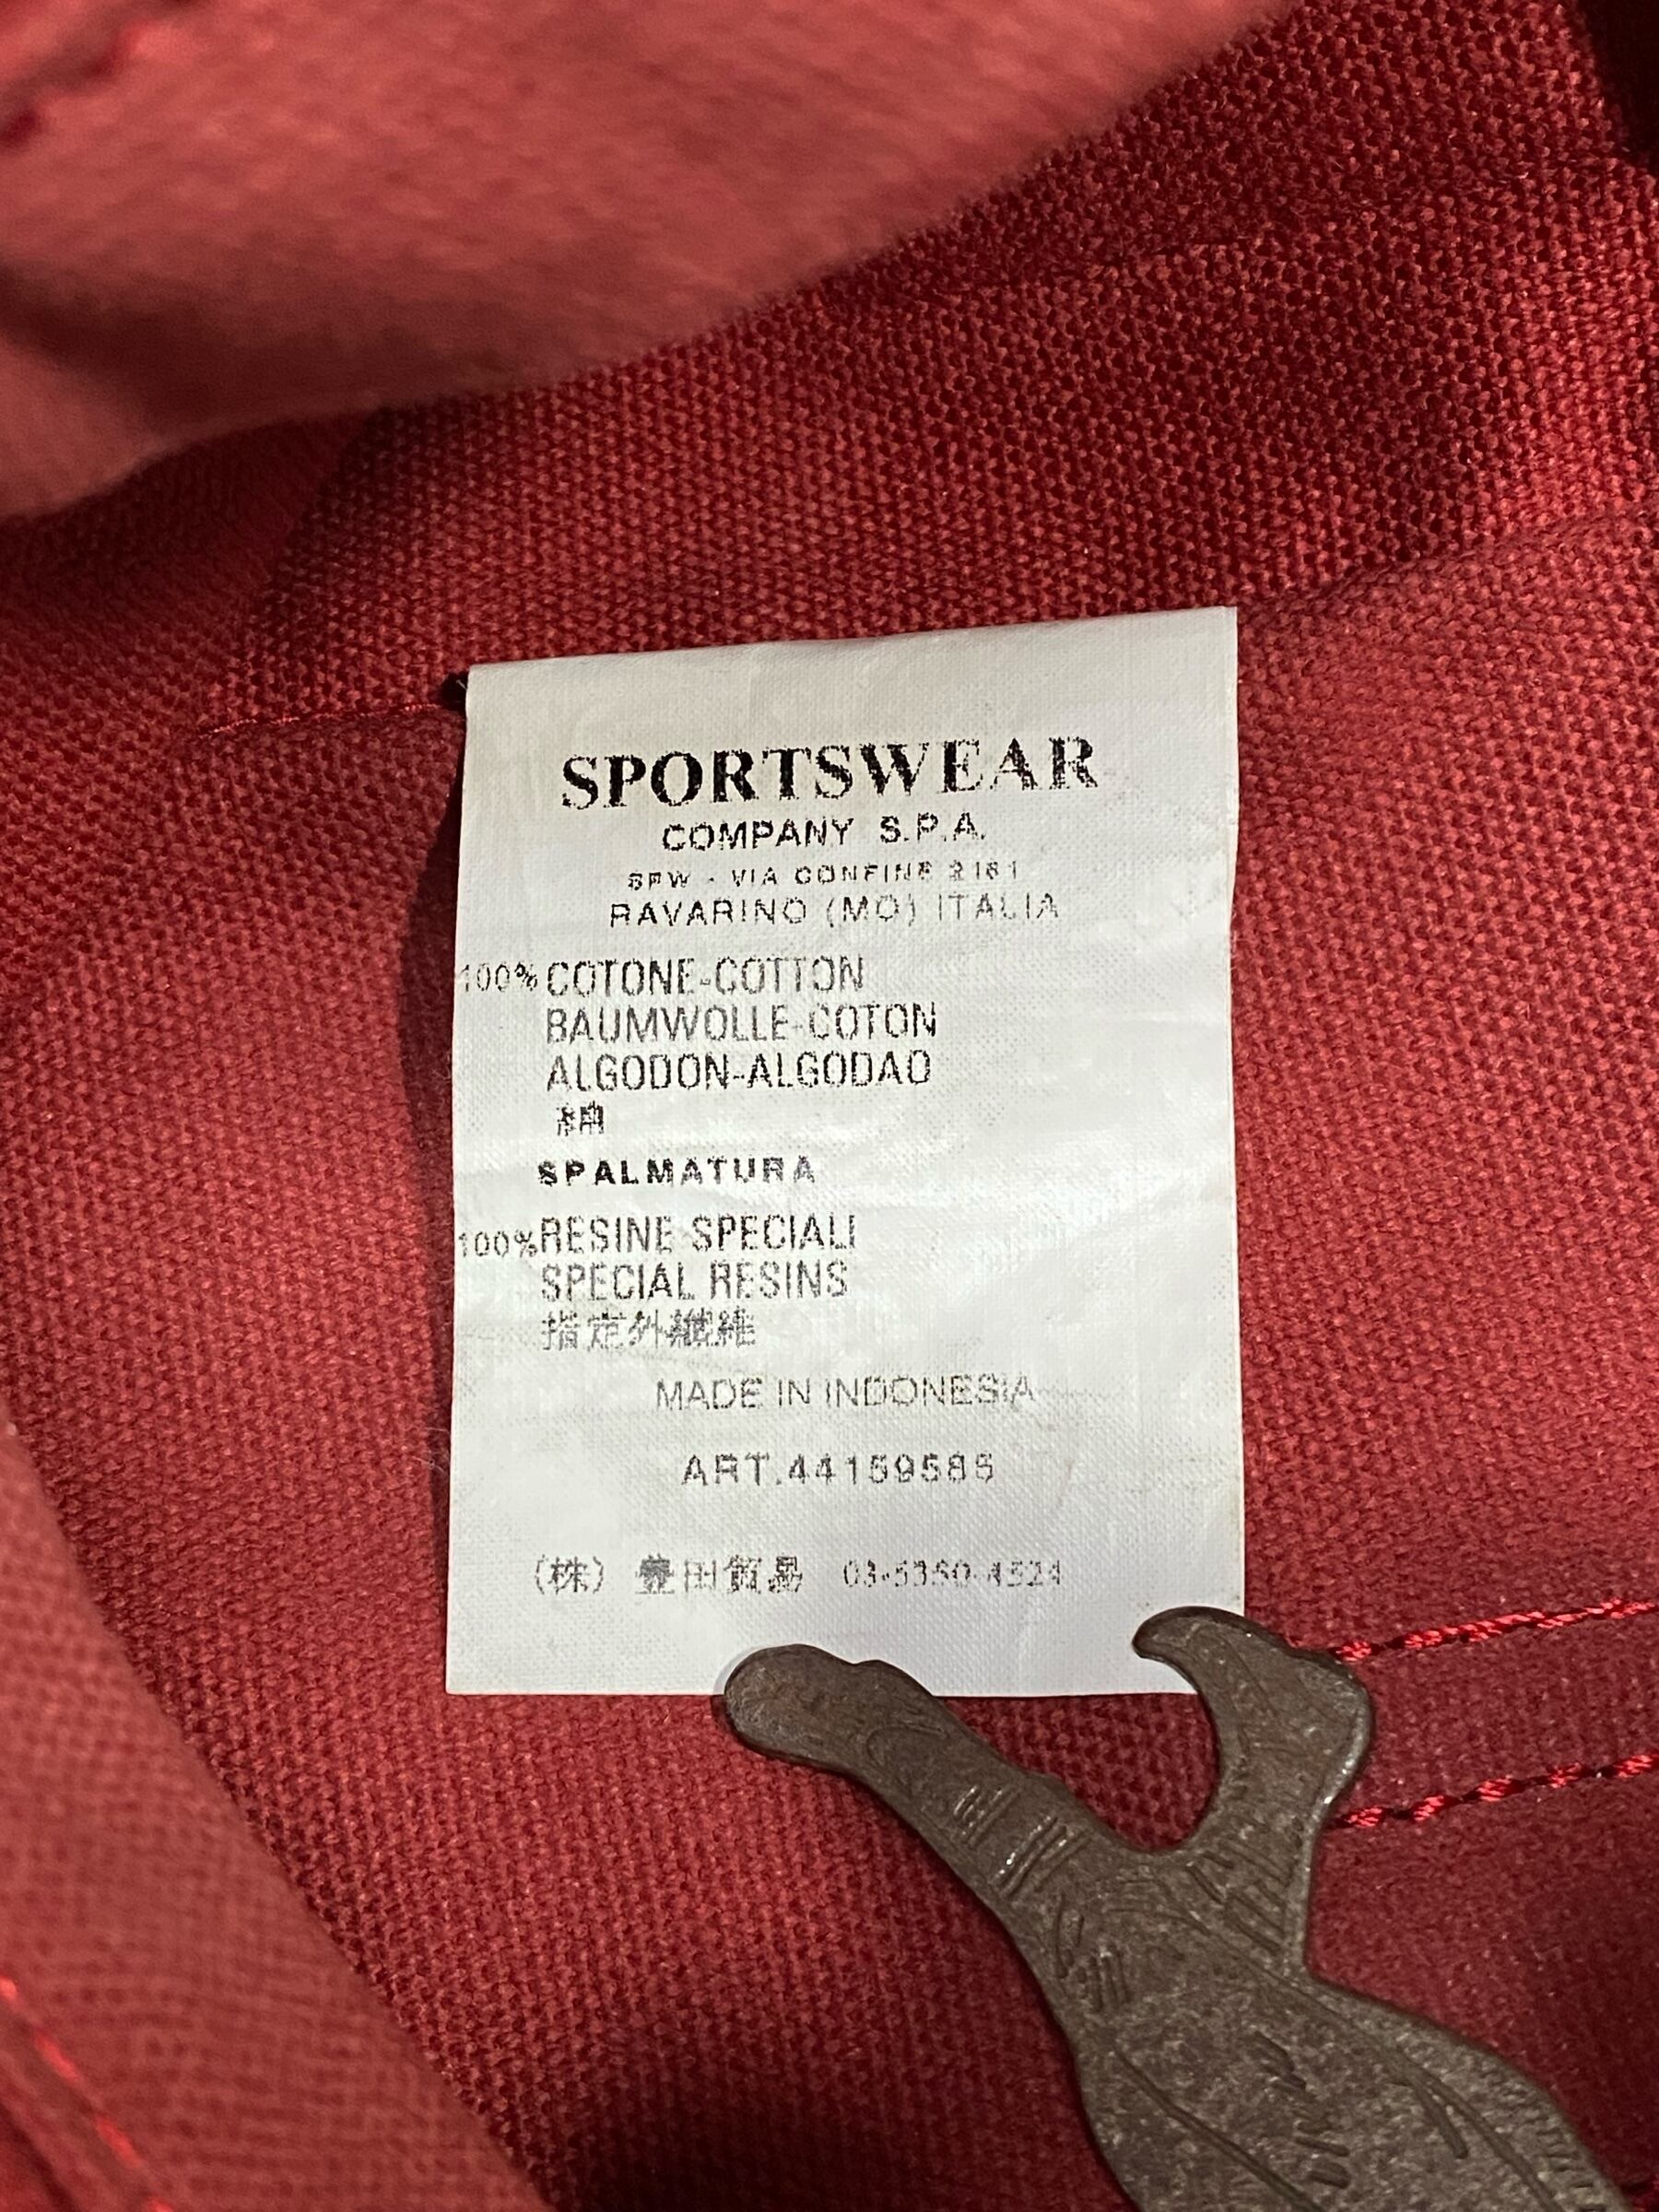 SPORTSWEAR
COMPANY S.P.A.
SPW - VIA CONFINE 2161
RAVARINO (MO) ITALIA
100% COTONE-COTTON
BAUMWOLLE-COTON
ALGODON-ALGODAO
綿
SPALMATURA
100% RESINE SPECIALI
SPECIAL RESINS
指定外繊維
MADE IN INDONESIA
ART.44159586
(株) 豊田貿易 03-5350-4524